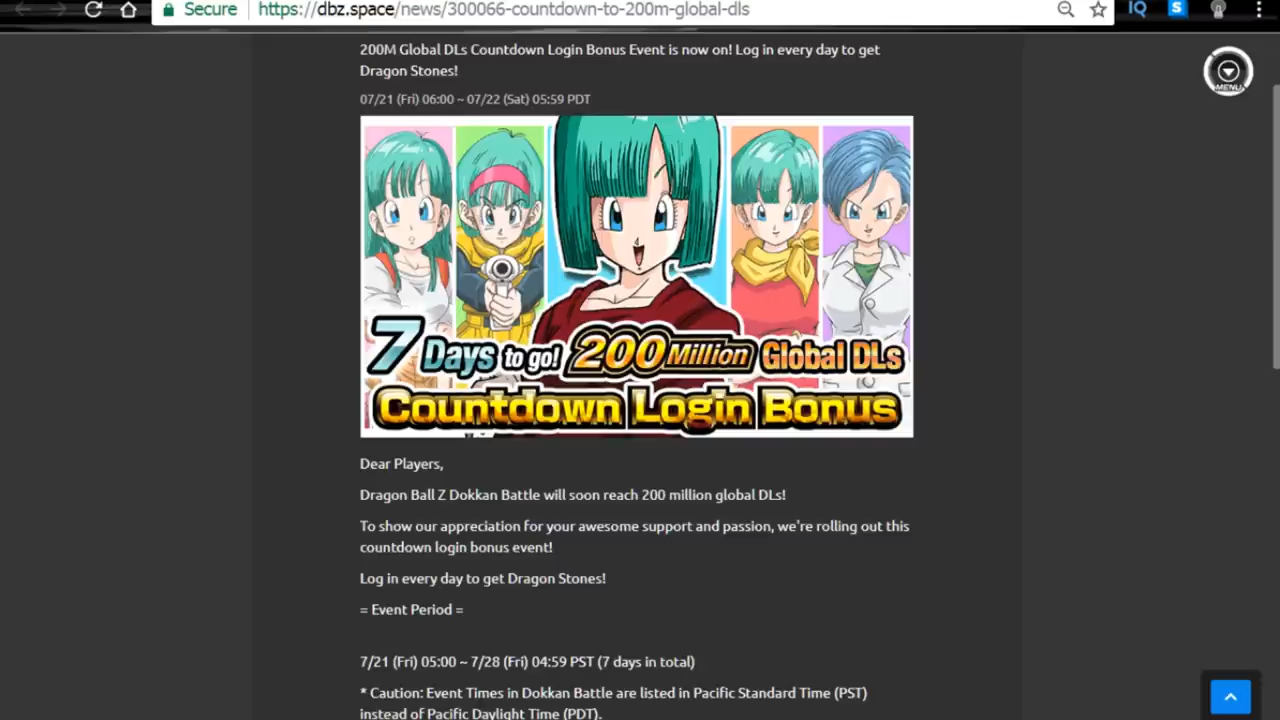 Secure
https://dbz.space/news/300066-countdown-to-200m-global-dls
IQ
S
200M Global DLs Countdown Login Bonus Event is now on! Log in every day to get
Dragon Stones!
07/21 (Fri) 06:00 ~ 07/22 (Sat) 05:59 PDT
MENU
7 Days to go! 200 Million Global DLs
Countdown Login Bonus
Dear Players,
Dragon Ball Z Dokkan Battle will soon reach 200 million global DLs!
To show our appreciation for your awesome support and passion, we're rolling out this
countdown login bonus event!
Log in every day to get Dragon Stones!
= Event Period =
7/21 (Fri) 05:00 ~ 7/28 (Fri) 04:59 PST (7 days in total)
* Caution: Event Times in Dokkan Battle are listed in Pacific Standard Time (PST)
instead of Pacific Daylight Time (PDT).